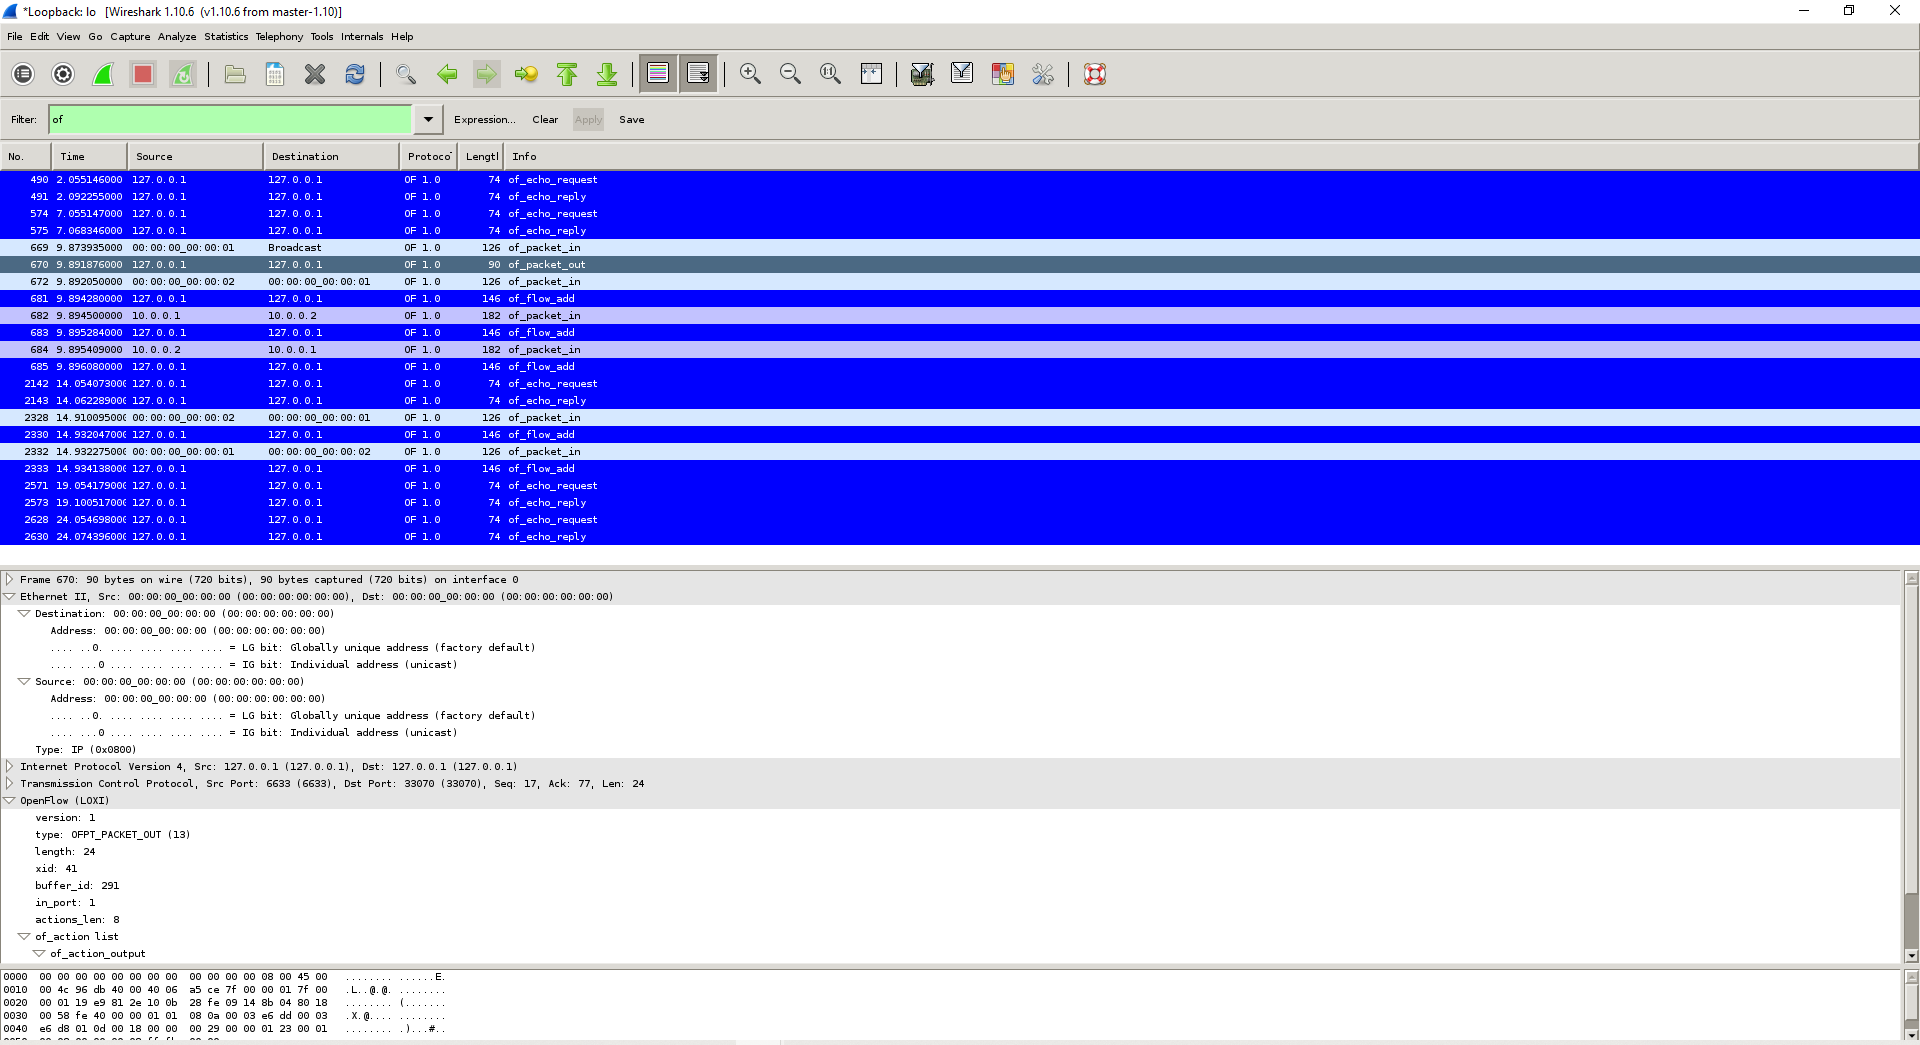 *Loopback: lo   [Wireshark 1.10.6  (v1.10.6 from master-1.10)]
File Edit View Go Capture Analyze Statistics Telephony Tools Internals Help
Filter: of Expression... Clear Apply Save
No. Time Source Destination Protoco Lengtl Info
490 2.055146000 127.0.0.1 127.0.0.1 OF 1.0 74 of_echo_request
491 2.092255000 127.0.0.1 127.0.0.1 OF 1.0 74 of_echo_reply
574 7.055147000 127.0.0.1 127.0.0.1 OF 1.0 74 of_echo_request
575 7.068346000 127.0.0.1 127.0.0.1 OF 1.0 74 of_echo_reply
669 9.873935000 00:00:00_00:00:01 Broadcast OF 1.0 126 of_packet_in
670 9.891876000 127.0.0.1 127.0.0.1 OF 1.0 90 of_packet_out
672 9.892050000 00:00:00_00:00:02 00:00:00_00:00:01 OF 1.0 126 of_packet_in
681 9.894280000 127.0.0.1 127.0.0.1 OF 1.0 146 of_flow_add
682 9.894500000 10.0.0.1 10.0.0.2 OF 1.0 182 of_packet_in
683 9.895284000 127.0.0.1 127.0.0.1 OF 1.0 146 of_flow_add
684 9.895409000 10.0.0.2 10.0.0.1 OF 1.0 182 of_packet_in
685 9.896080000 127.0.0.1 127.0.0.1 OF 1.0 146 of_flow_add
2142 14.054073000 127.0.0.1 127.0.0.1 OF 1.0 74 of_echo_request
2143 14.062289000 127.0.0.1 127.0.0.1 OF 1.0 74 of_echo_reply
2328 14.910095000 00:00:00_00:00:02 00:00:00_00:00:01 OF 1.0 126 of_packet_in
2330 14.932047000 127.0.0.1 127.0.0.1 OF 1.0 146 of_flow_add
2332 14.932275000 00:00:00_00:00:01 00:00:00_00:00:02 OF 1.0 126 of_packet_in
2333 14.934138000 127.0.0.1 127.0.0.1 OF 1.0 146 of_flow_add
2571 19.054179000 127.0.0.1 127.0.0.1 OF 1.0 74 of_echo_request
2573 19.100517000 127.0.0.1 127.0.0.1 OF 1.0 74 of_echo_reply
2628 24.054698000 127.0.0.1 127.0.0.1 OF 1.0 74 of_echo_request
2630 24.074396000 127.0.0.1 127.0.0.1 OF 1.0 74 of_echo_reply
Frame 670: 90 bytes on wire (720 bits), 90 bytes captured (720 bits) on interface 0
Ethernet II, Src: 00:00:00_00:00:00 (00:00:00:00:00:00), Dst: 00:00:00_00:00:00 (00:00:00:00:00:00)
Destination: 00:00:00_00:00:00 (00:00:00:00:00:00)
Address: 00:00:00_00:00:00 (00:00:00:00:00:00)
.... ..0. .... .... .... .... = LG bit: Globally unique address (factory default)
.... ...0 .... .... .... .... = IG bit: Individual address (unicast)
Source: 00:00:00_00:00:00 (00:00:00:00:00:00)
Address: 00:00:00_00:00:00 (00:00:00:00:00:00)
.... ..0. .... .... .... .... = LG bit: Globally unique address (factory default)
.... ...0 .... .... .... .... = IG bit: Individual address (unicast)
Type: IP (0x0800)
Internet Protocol Version 4, Src: 127.0.0.1 (127.0.0.1), Dst: 127.0.0.1 (127.0.0.1)
Transmission Control Protocol, Src Port: 6633 (6633), Dst Port: 33070 (33070), Seq: 17, Ack: 77, Len: 24
OpenFlow (LOXI)
version: 1
type: OFPT_PACKET_OUT (13)
length: 24
xid: 41
buffer_id: 291
in_port: 1
actions_len: 8
of_action list
of_action_output
0000 00 00 00 00 00 00 00 00 00 00 00 00 08 00 45 00 ........ ......E.
0010 00 4c 96 db 40 00 40 06 a5 ce 7f 00 00 01 7f 00 .L..@.@. ........
0020 00 01 19 e9 81 2e 10 0b 28 fe 09 14 8b 04 80 18 ........ (.......
0030 00 58 fe 40 00 00 01 01 08 0a 00 03 e6 dd 00 03 .X.@.... ........
0040 e6 d8 01 0d 00 18 00 00 00 29 00 00 01 23 00 01 ........ .)...#..